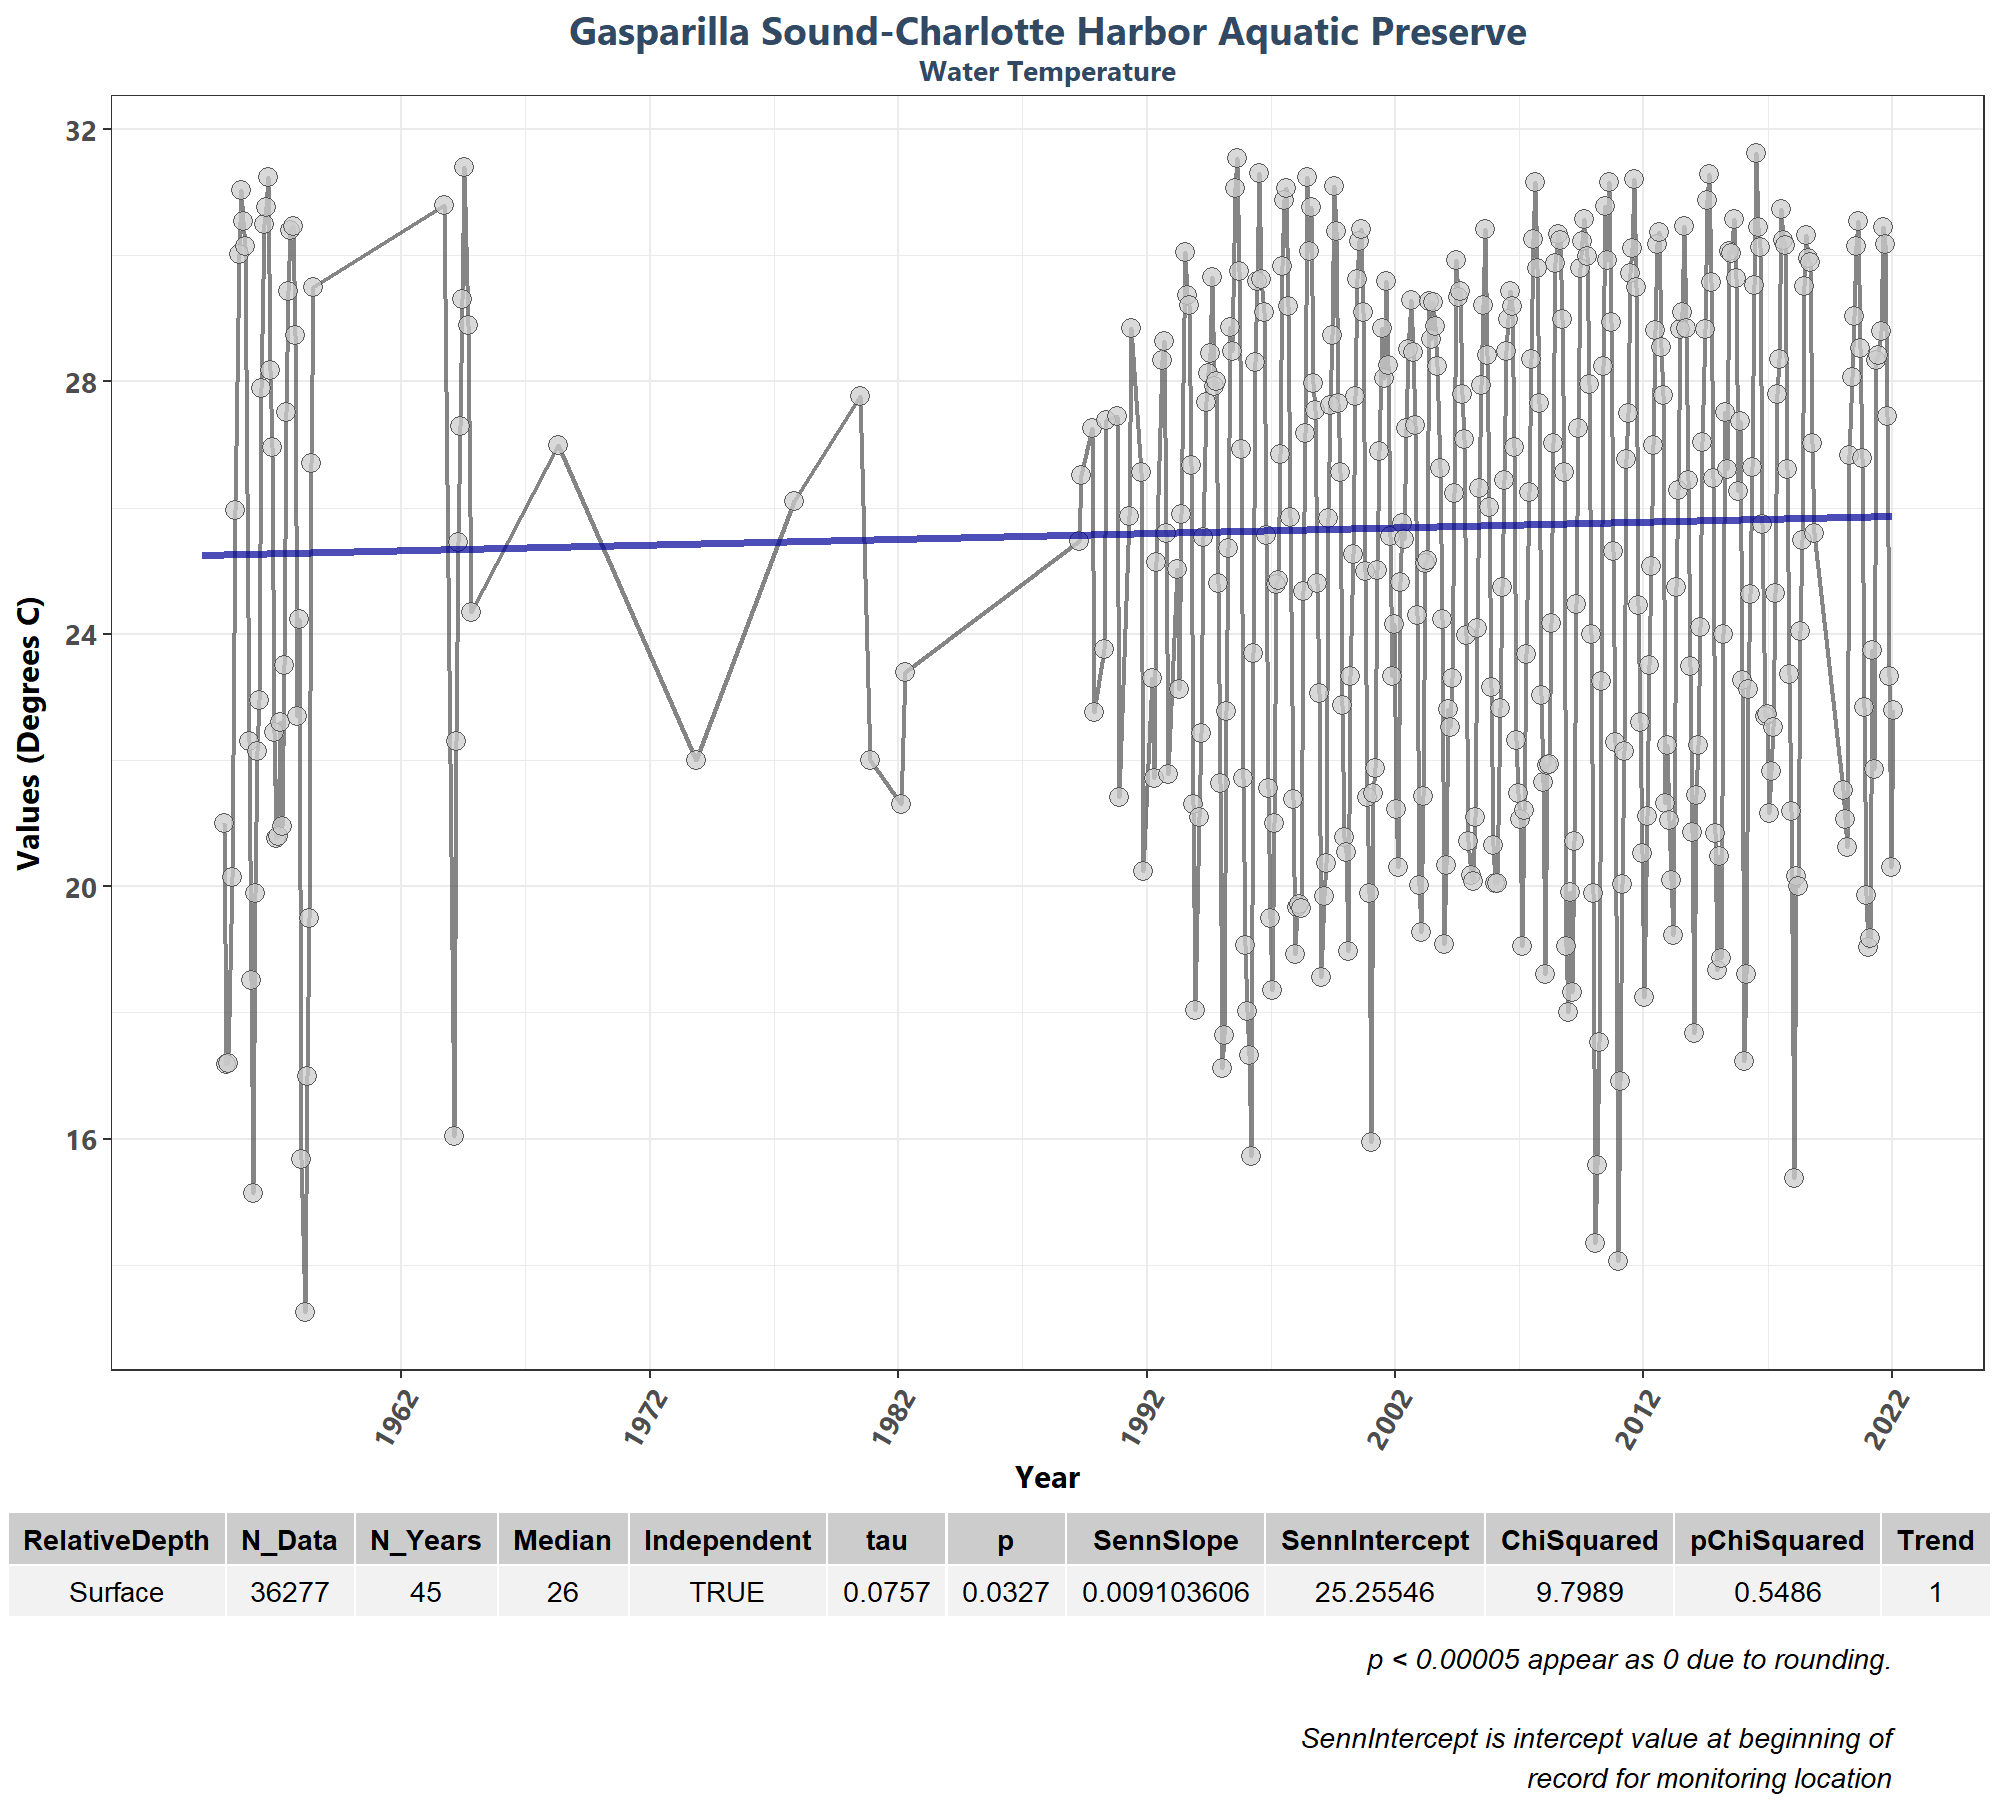 Gasparilla Sound-Charlotte Harbor Aquatic Preserve
Water Temperature
32
28
24
20
16
Values (Degrees C)
1962
1972
1982
1992
2002
2012
2022
Year
RelativeDepth N_Data N_Years Median Independent tau p SennSlope SennIntercept ChiSquared pChiSquared Trend
Surface 36277 45 26 TRUE 0.0757 0.0327 0.009103606 25.25546 9.7989 0.5486 1
p < 0.00005 appear as 0 due to rounding.
SennIntercept is intercept value at beginning of
record for monitoring location